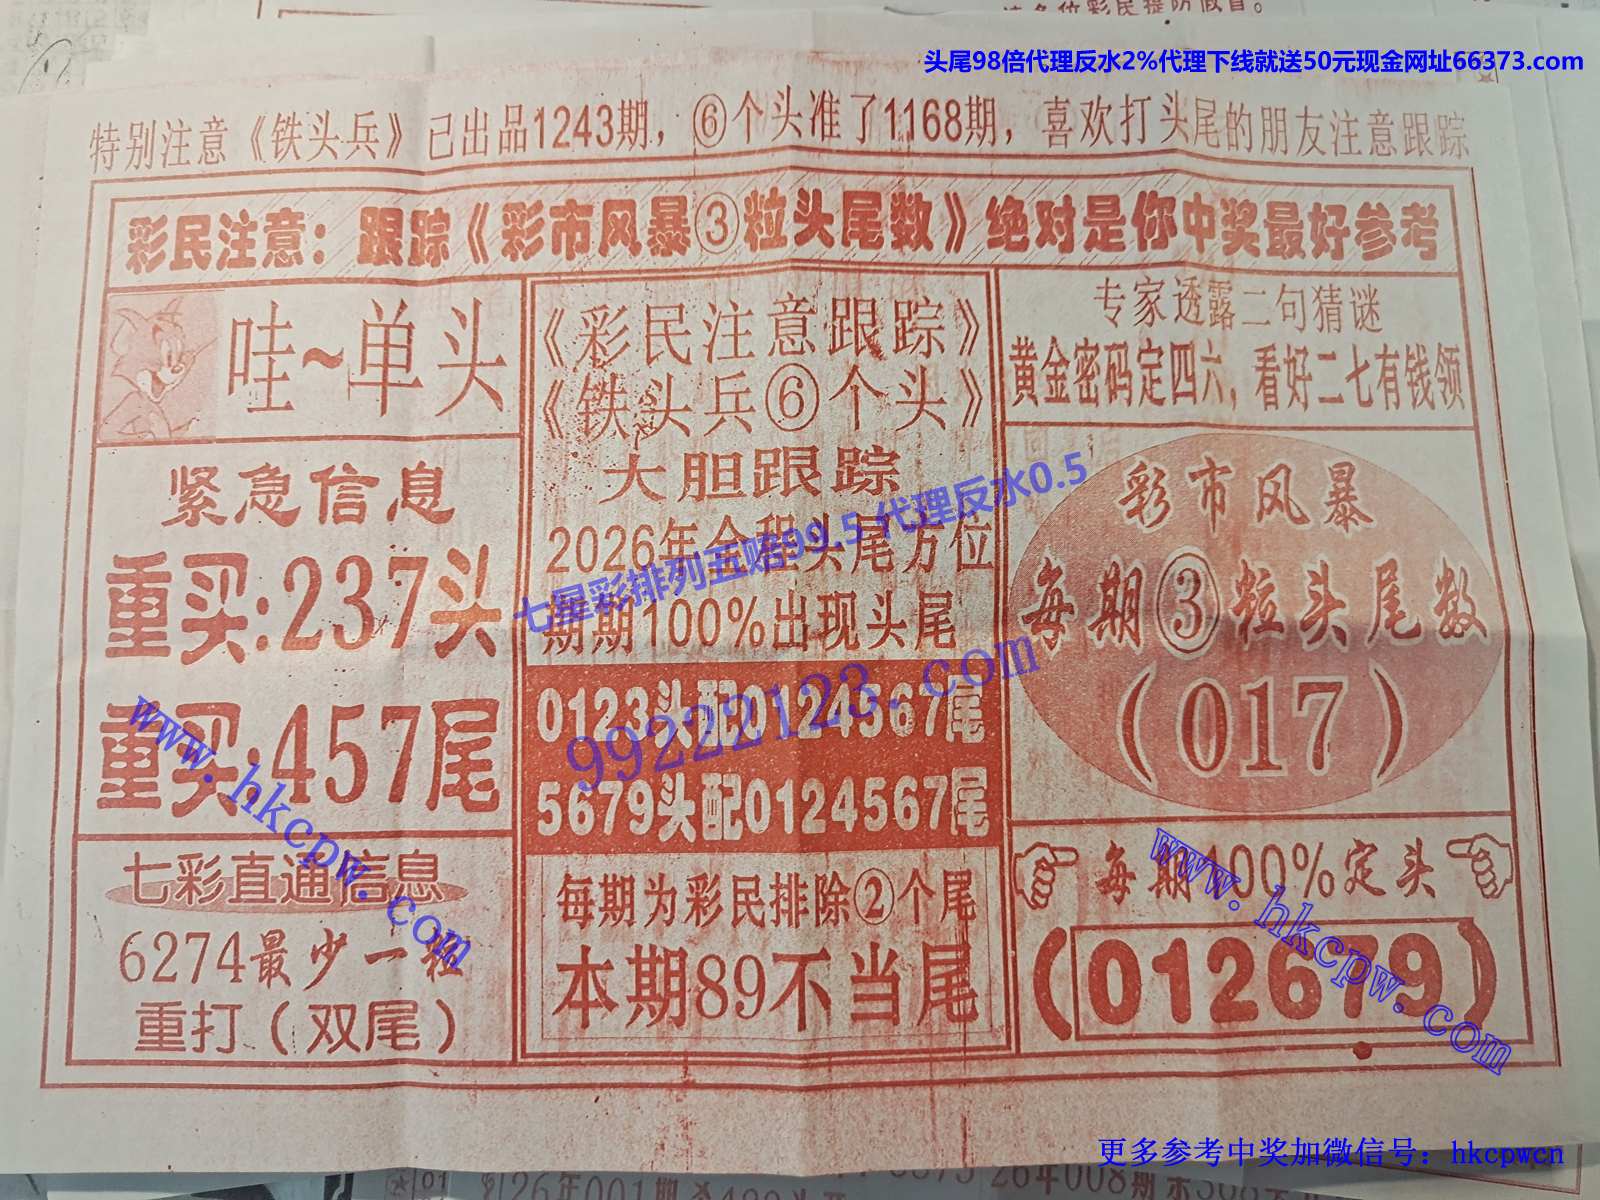 请各位彩民提防假冒。
头尾98倍代理反水2%代理下线就送50元现金网址66373.com
特别注意《铁头兵》已出品1243期，⑥个头准了1168期，喜欢打头尾的朋友注意跟踪
彩民注意：跟踪《彩市风暴③粒头尾数》绝对是你中奖最好参考
哇~单头
紧急信息
重买:237头
重买:457尾
七彩直通信息
6274最少一粒
重打（双尾）
《彩民注意跟踪》
《铁头兵⑥个头》
大胆跟踪
2026年全程头尾方位
期期100%出现头尾
0123头配0124567尾
5679头配0124567尾
每期为彩民排除②个尾
本期89不当尾
专家透露二句猜谜
黄金密码定四六，看好二七有钱领
彩市风暴
每期③粒头尾数
（017）
每期100%定头
（012679）
七星彩排列五赔99.5代理反水0.5
99222123.com
www.hkcpw.com
www.hkcpw.com
更多参考中奖加微信号：hkcpwcn